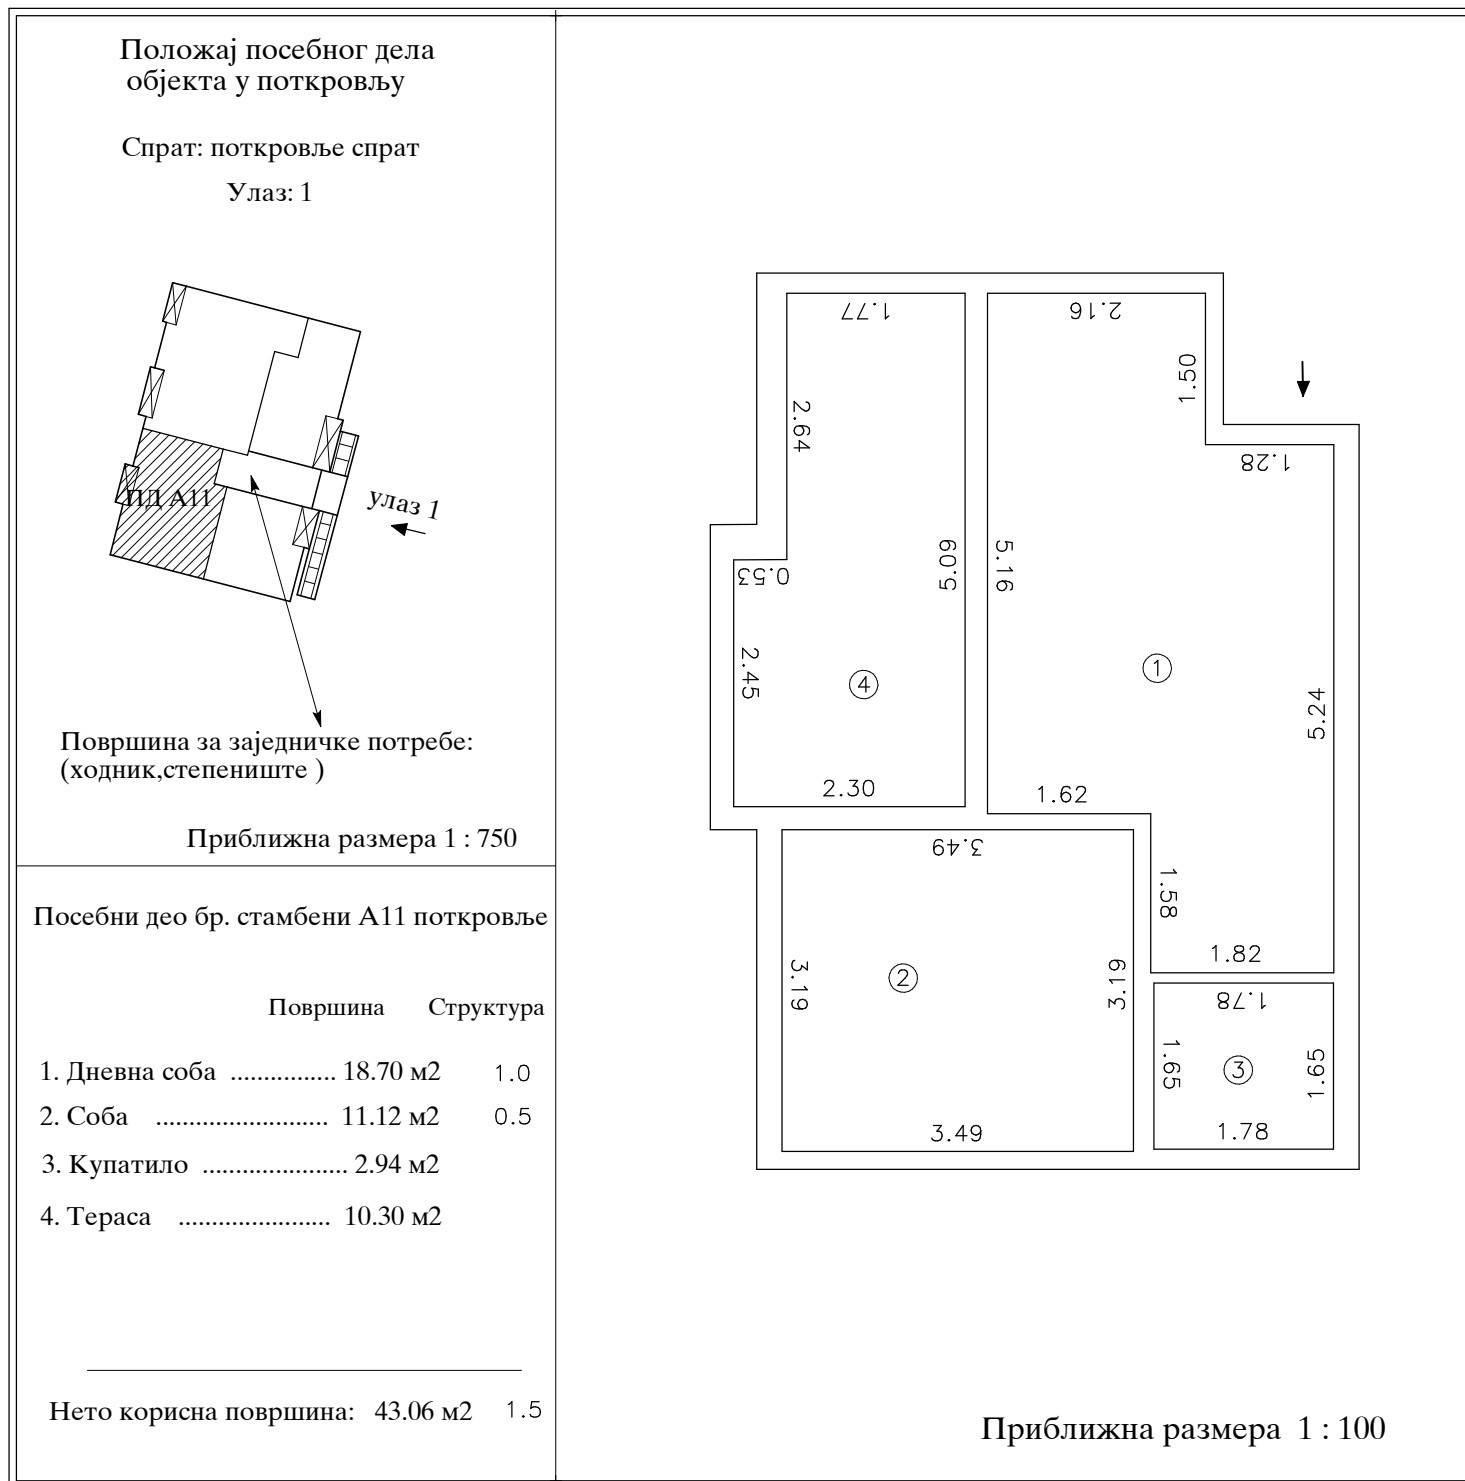 Положај посебног дела
објекта у поткровљу
Спрат: поткровље спрат
Улаз: 1
ПД А11
улаз 1
Површина за заједничке потребе:
(ходник,степениште )
Приближна размера 1 : 750
Посебни део бр. стамбени А11 поткровље
Површина Структура
1. Дневна соба ................ 18.70 м2 1.0
2. Соба .......................... 11.12 м2 0.5
3. Купатило ...................... 2.94 м2
4. Тераса ....................... 10.30 м2
Нето корисна површина: 43.06 м2 1.5
1.77
2.16
1.50
2.64
1.28
0.53
5.09
5.16
2.45
4
1
5.24
2.30
1.62
3.49
1.58
1.82
3.19
2
3.19
1.78
1.65
3
1.65
3.49
1.78
Приближна размера 1 : 100